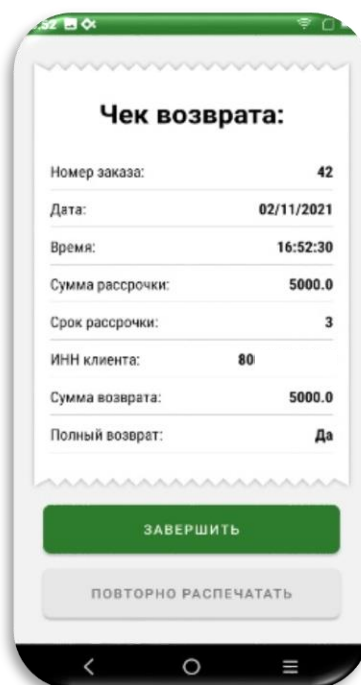 Чек возврата:
Номер заказа: 42
Дата: 02/11/2021
Время: 16:52:30
Сумма рассрочки: 5000.0
Срок рассрочки: 3
ИНН клиента: 80
Сумма возврата: 5000.0
Полный возврат: Да
ЗАВЕРШИТЬ
ПОВТОРНО РАСПЕЧАТАТЬ